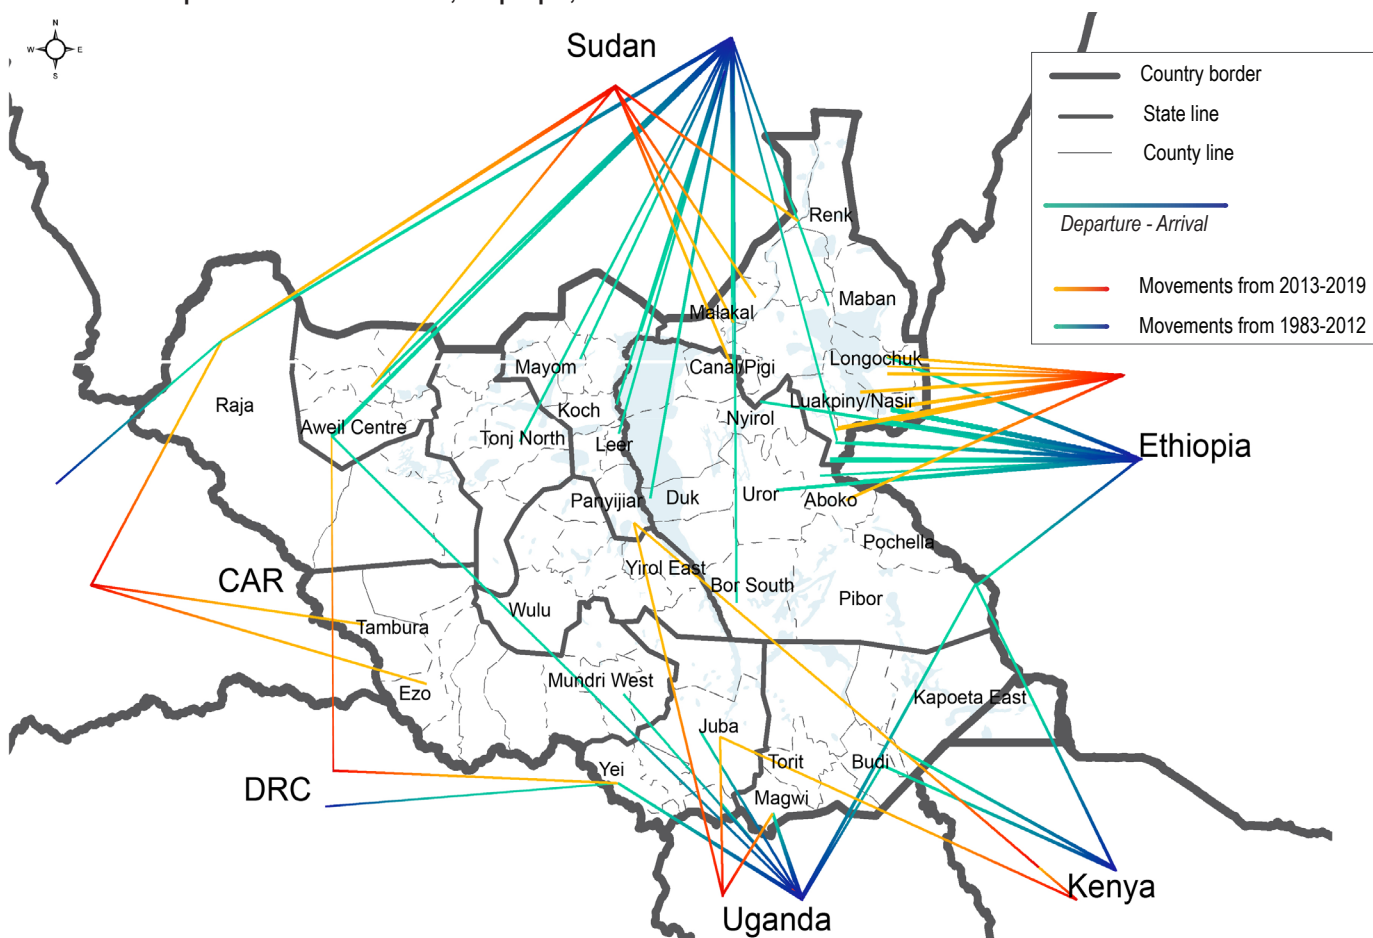 N
W E
S
Sudan
Country border
State line
County line
Departure - Arrival
Movements from 2013-2019
Movements from 1983-2012
Renk
Maban
Malakal
Longochuk
Mayom
Canal/Pigi
Luakpiny/Nasir
Raja
Koch
Nyirol
Aweil Centre
Tonj North
Leer
Ethiopia
Panyijiar
Duk
Uror
Aboko
Pochella
CAR
Yirol East
Bor South
Pibor
Wulu
Tambura
Ezo
Mundri West
Kapoeta East
Juba
Yei
Torit
Budi
DRC
Magwi
Kenya
Uganda